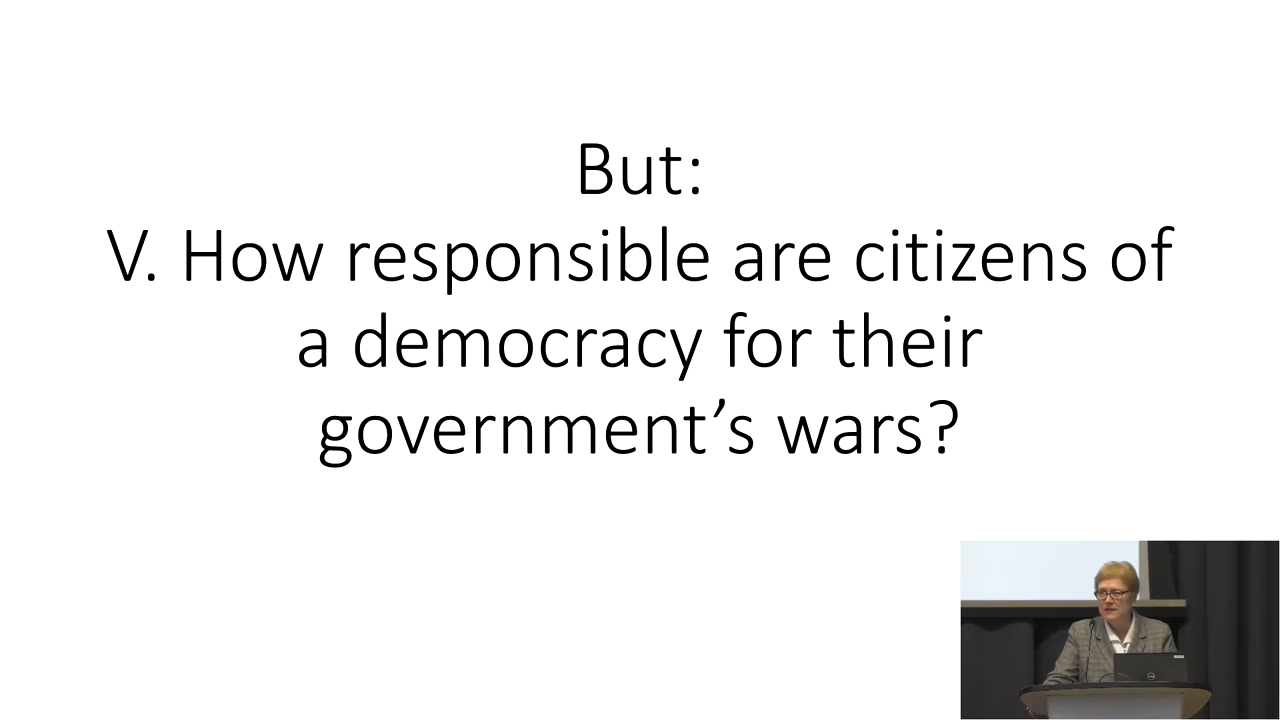 But:
V. How responsible are citizens of
a democracy for their
government’s wars?